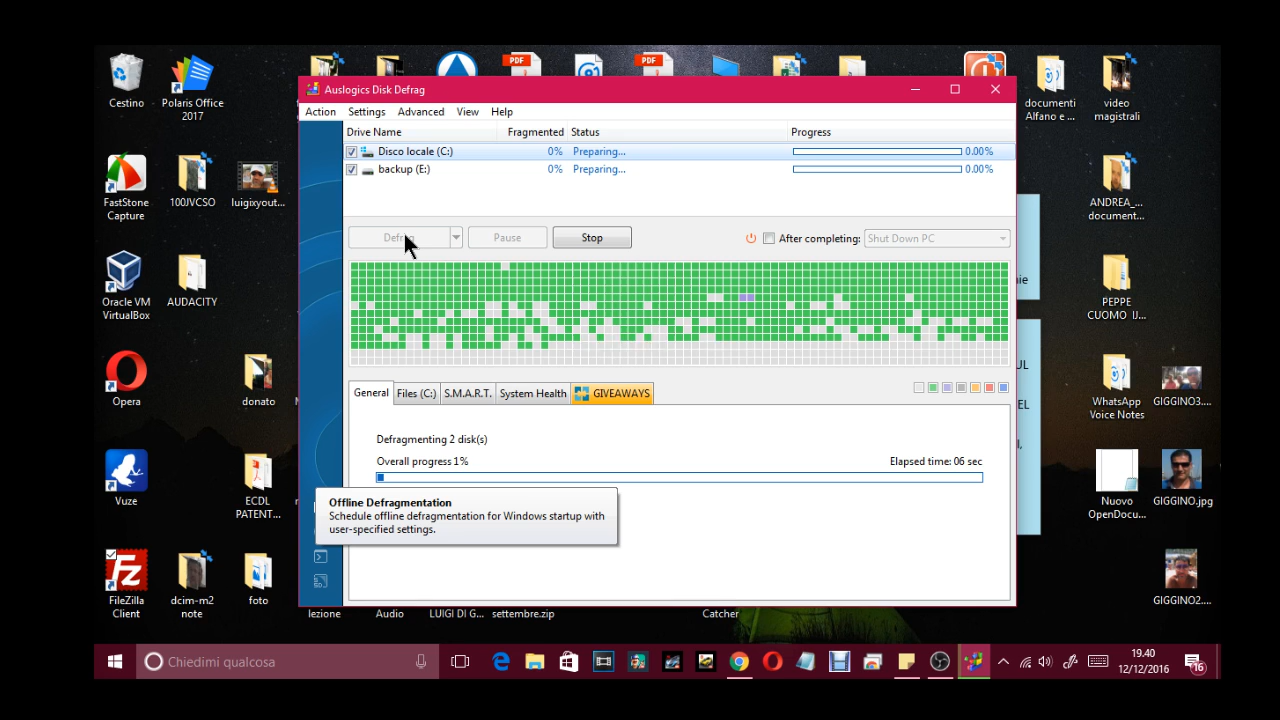 PDF
PDF
Auslogics Disk Defrag
Action Settings Advanced View Help
Drive Name Fragmented Status Progress
Disco locale (C:) 0% Preparing... 0.00%
backup (E:) 0% Preparing... 0.00%
Pause
Stop
After completing: Shut Down PC
General
Files (C:)
S.M.A.R.T.
System Health
GIVEAWAYS
Defragmenting 2 disk(s)
Overall progress 1% Elapsed time: 06 sec
Offline Defragmentation
Schedule offline defragmentation for Windows startup with
user-specified settings.
Cestino
Polaris Office
2017
FastStone
Capture
100JVCSO
luigixyout...
Oracle VM
VirtualBox
AUDACITY
Opera
donato
Vuze
ECDL
PATENT...
FileZilla
Client
dcim-m2
note
foto
lezione
Audio
LUIGI DI G...
settembre.zip
Catcher
documenti
Alfano e ...
video
magistrali
ANDREA_...
document...
PEPPE
CUOMO IJ...
WhatsApp
Voice Notes
GIGGINO3....
Nuovo
OpenDocu...
GIGGINO.jpg
GIGGINO2....
Chiedimi qualcosa
19.40
12/12/2016
16